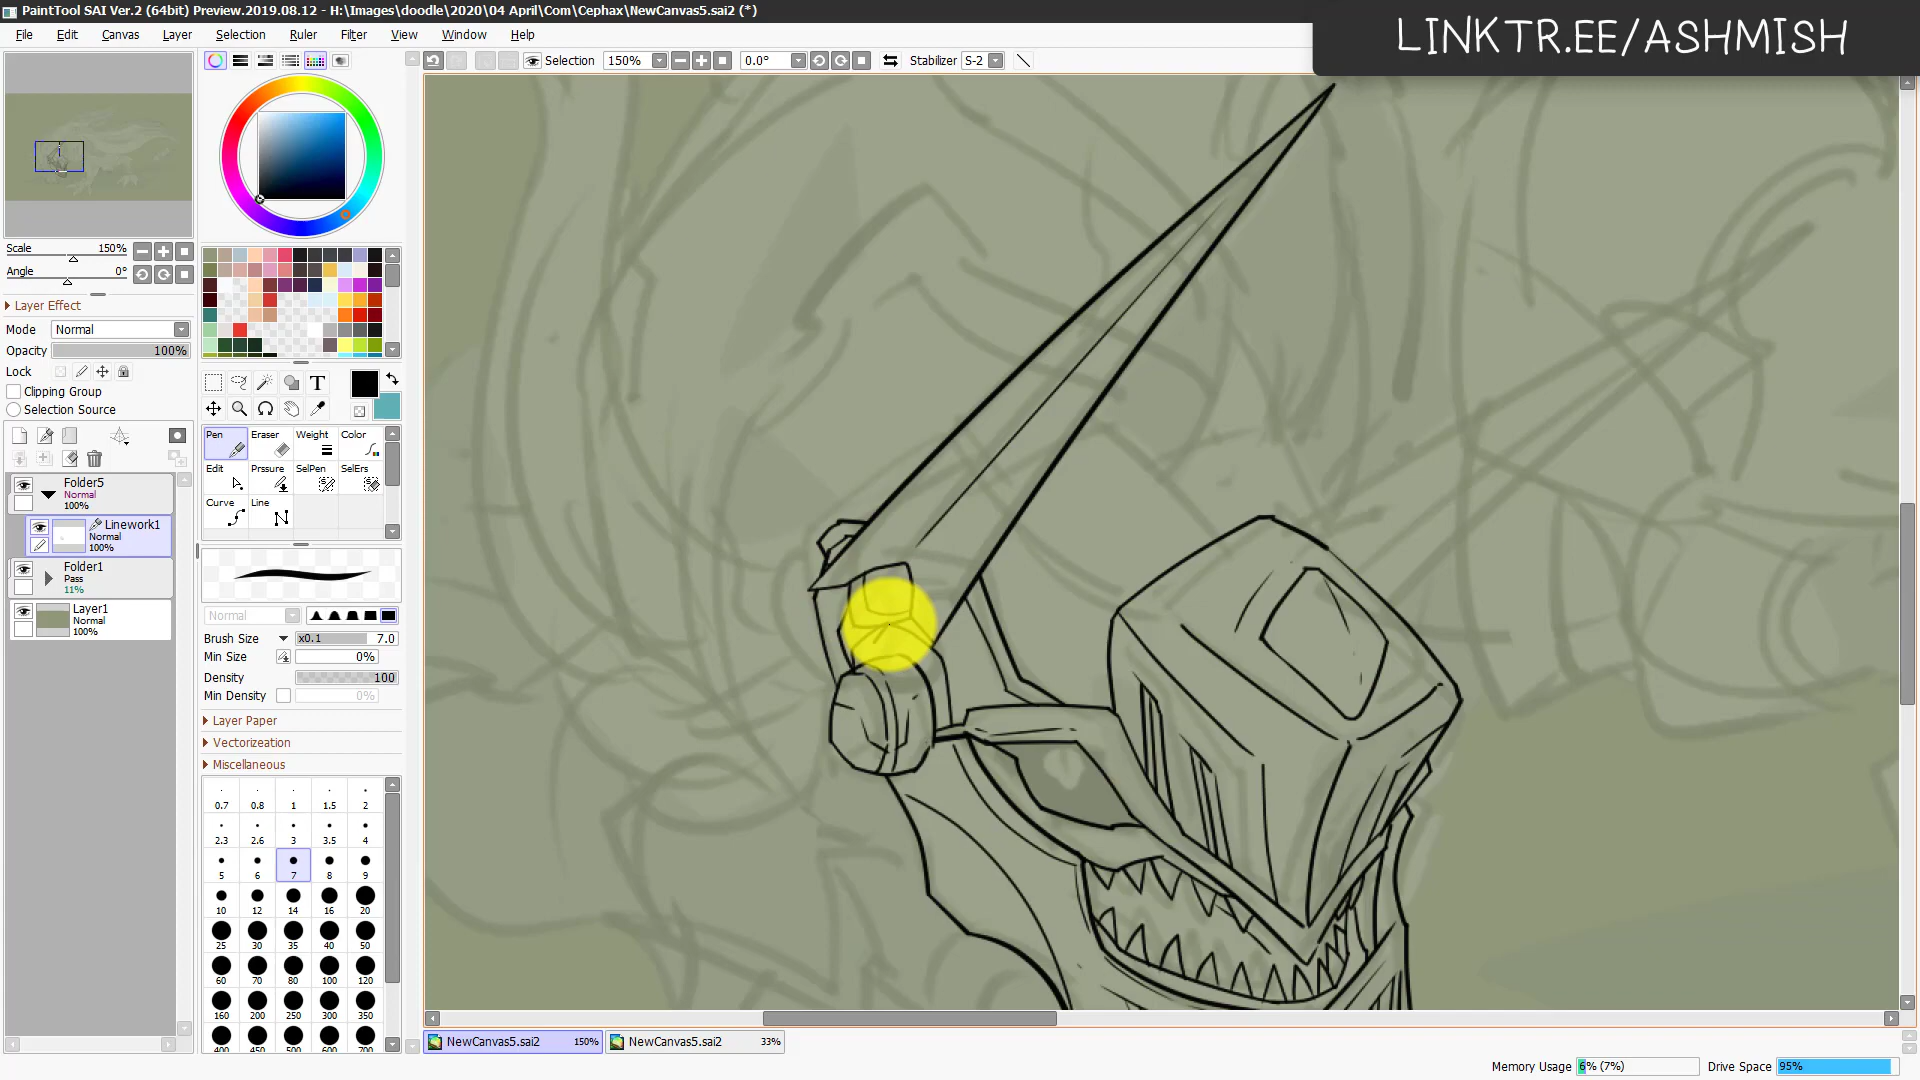 PaintTool SAI Ver.2 (64bit) Preview.2019.08.12 - H:\Images\doodle\2020\04 April\Com\Cephax\NewCanvas5.sai2 (*)
LINKTR.EE/ASHMISH
File Edit Canvas Layer Selection Ruler Filter View Window Help
Selection 150% 0.0° Stabilizer S-2
Scale 150%
Angle 0°
Layer Effect
Mode Normal
Opacity 100%
Lock
Clipping Group
Selection Source
Folder5
Normal
100%
Linework1
Normal
100%
Folder1
Pass
11%
Layer1
Normal
100%
T
Pen Eraser Weight Color
Edit Prssure SelPen SelErs
Curve Line
Normal
Brush Size x0.1 7.0
Min Size 0%
Density 100
Min Density 0%
Layer Paper
Vectorizeation
Miscellaneous
0.7 0.8 1 1.5 2
2.3 2.6 3 3.5 4
5 6 7 8 9
10 12 14 16 20
25 30 35 40 50
60 70 80 100 120
160 200 250 300 350
400 450 500 600 700
NewCanvas5.sai2 150% NewCanvas5.sai2 33%
Memory Usage 6% (7%) Drive Space 95%